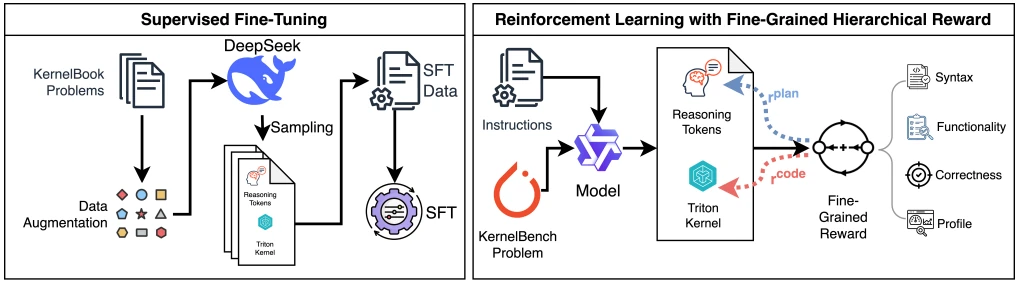 Supervised Fine-Tuning
KernelBook
Problems
DeepSeek
SFT
Data
Sampling
Reasoning
Tokens
Triton
Kernel
Data
Augmentation
SFT
Reinforcement Learning with Fine-Grained Hierarchical Reward
Instructions
Model
KernelBench
Problem
Reasoning
Tokens
Triton
Kernel
r^plan
r^code
Fine-
Grained
Reward
Syntax
Functionality
Correctness
Profile